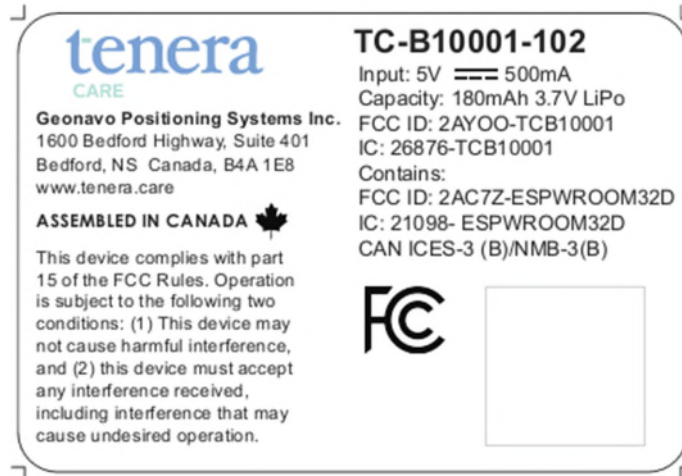 tenera
CARE
Geonavo Positioning Systems Inc.
1600 Bedford Highway, Suite 401
Bedford, NS Canada, B4A 1E8
www.tenera.care
ASSEMBLED IN CANADA
This device complies with part
15 of the FCC Rules. Operation
is subject to the following two
conditions: (1) This device may
not cause harmful interference,
and (2) this device must accept
any interference received,
including interference that may
cause undesired operation.
TC-B10001-102
Input: 5V 500mA
Capacity: 180mAh 3.7V LiPo
FCC ID: 2AYOO-TCB10001
IC: 26876-TCB10001
Contains:
FCC ID: 2AC7Z-ESPWROOM32D
IC: 21098- ESPWROOM32D
CAN ICES-3 (B)/NMB-3(B)
FC